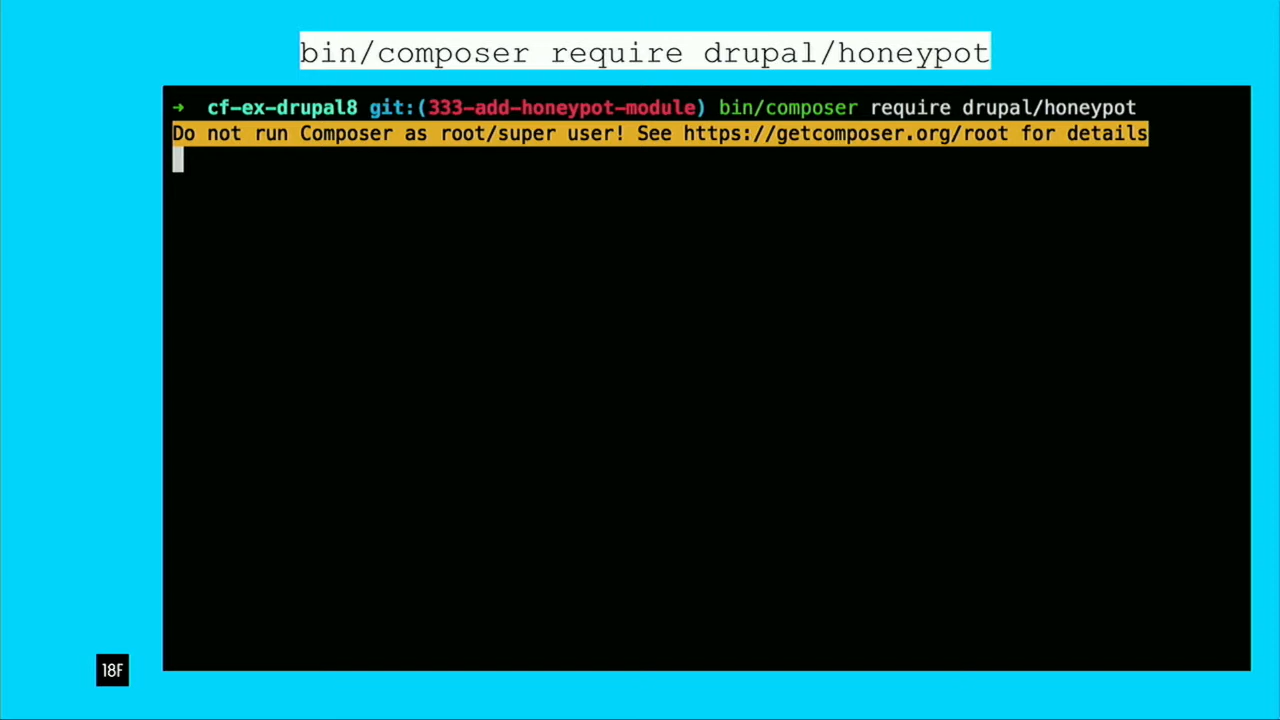 bin/composer require drupal/honeypot
➜ cf-ex-drupal8 git:(333-add-honeypot-module) bin/composer require drupal/honeypot
Do not run Composer as root/super user! See https://getcomposer.org/root for details
18F